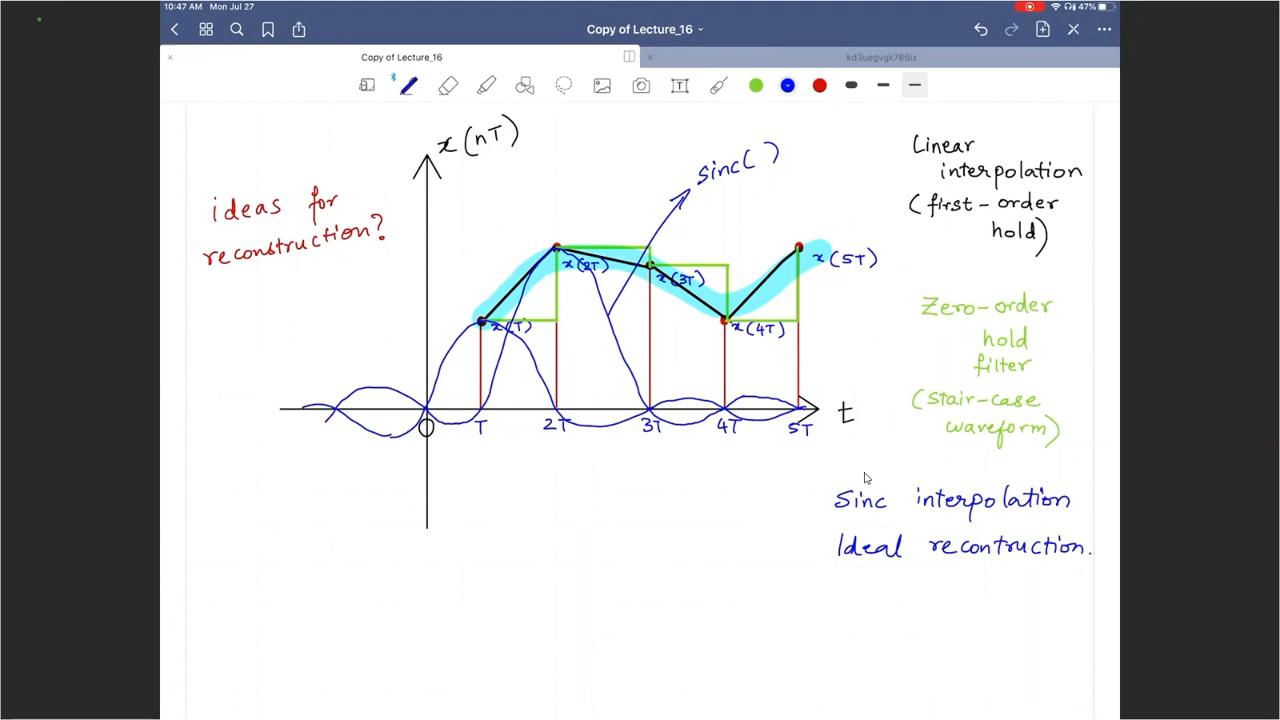 10:47 AM Mon Jul 27
47%
Copy of Lecture_16
Copy of Lecture_16
kd3uegvgk786ix
T
x(nT)
ideas for
reconstruction?
sinc( )
Linear
interpolation
(first-order
hold)
x(T)
x(2T)
x(3T)
x(4T)
x(5T)
Zero-order
hold
filter
(stair-case
waveform)
0
T
2T
3T
4T
5T
t
Sinc interpolation
Ideal recontruction.